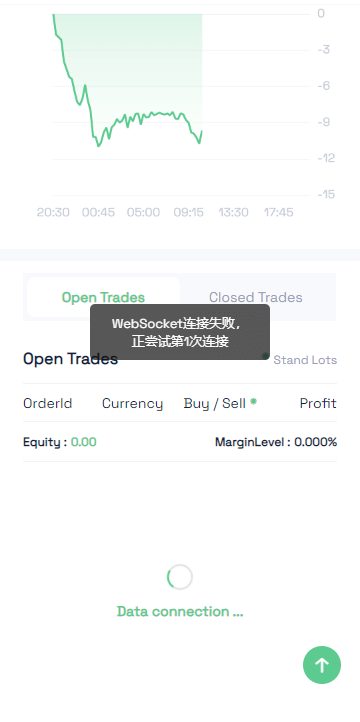 0
-3
-6
-9
-12
-15
20:30 00:45 05:00 09:15 13:30 17:45
Open Trades Closed Trades
WebSocket连接失败，
正尝试第1次连接
Open Trades Stand Lots
OrderId Currency Buy / Sell Profit
Equity : 0.00 MarginLevel : 0.000%
Data connection ...